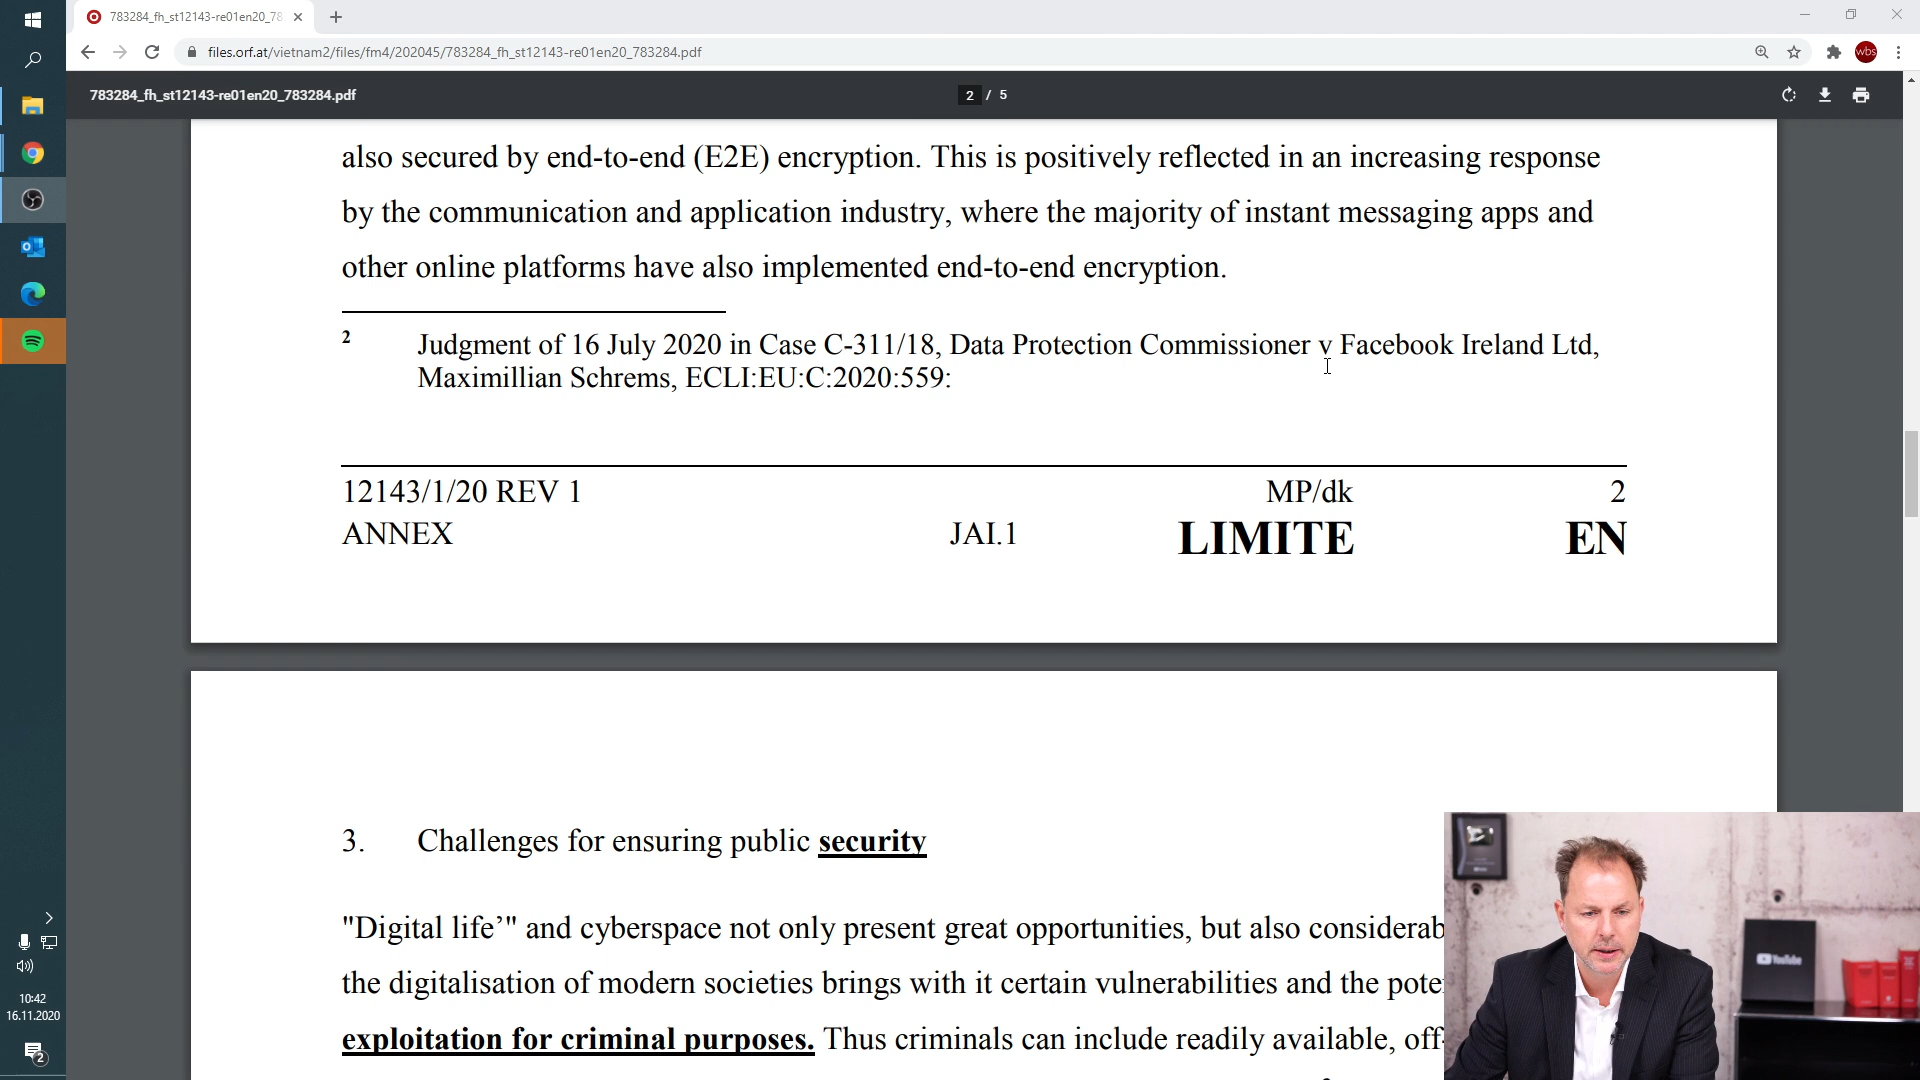 783284_fh_st12143-re01en20_78
files.orf.at/vietnam2/files/fm4/202045/783284_fh_st12143-re01en20_783284.pdf
wbs
783284_fh_st12143-re01en20_783284.pdf
2 / 5
also secured by end-to-end (E2E) encryption. This is positively reflected in an increasing response
by the communication and application industry, where the majority of instant messaging apps and
other online platforms have also implemented end-to-end encryption.
2 Judgment of 16 July 2020 in Case C-311/18, Data Protection Commissioner v Facebook Ireland Ltd,
Maximillian Schrems, ECLI:EU:C:2020:559:
12143/1/20 REV 1 MP/dk 2
ANNEX JAI.1 LIMITE EN
3. Challenges for ensuring public security
"Digital life’" and cyberspace not only present great opportunities, but also considerab
the digitalisation of modern societies brings with it certain vulnerabilities and the pote
exploitation for criminal purposes. Thus criminals can include readily available, off-
YouTube
10:42
16.11.2020
2